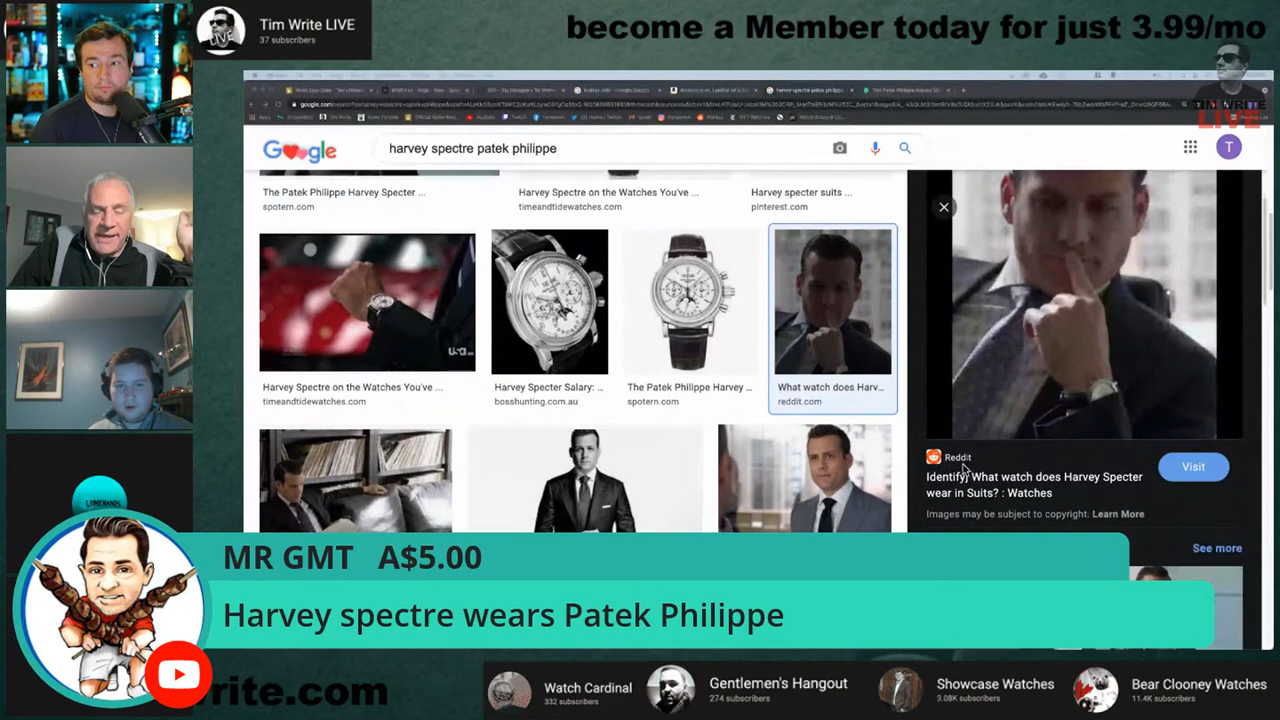 Tim Write LIVE
37 subscribers
become a Member today for just 3.99/mo
TIM WRITE
LIVE
harvey spectre patek philippe
T
The Patek Philippe Harvey Specter ...
spotern.com
Harvey Spectre on the Watches You've ...
timeandtidewatches.com
Harvey specter suits ...
pinterest.com
usa
Harvey Spectre on the Watches You've ...
timeandtidewatches.com
Harvey Specter Salary: ...
bosshunting.com.au
The Patek Philippe Harvey ...
spotern.com
What watch does Harv...
reddit.com
Reddit
Identify| What watch does Harvey Specter
wear in Suits? : Watches
Visit
Images may be subject to copyright. Learn More
See more
LUMEHANDS
MR GMT A$5.00
Harvey spectre wears Patek Philippe
write.com
Watch Cardinal
332 subscribers
Gentlemen's Hangout
274 subscribers
Showcase Watches
3.08K subscribers
Bear Clooney Watches
11.4K subscribers